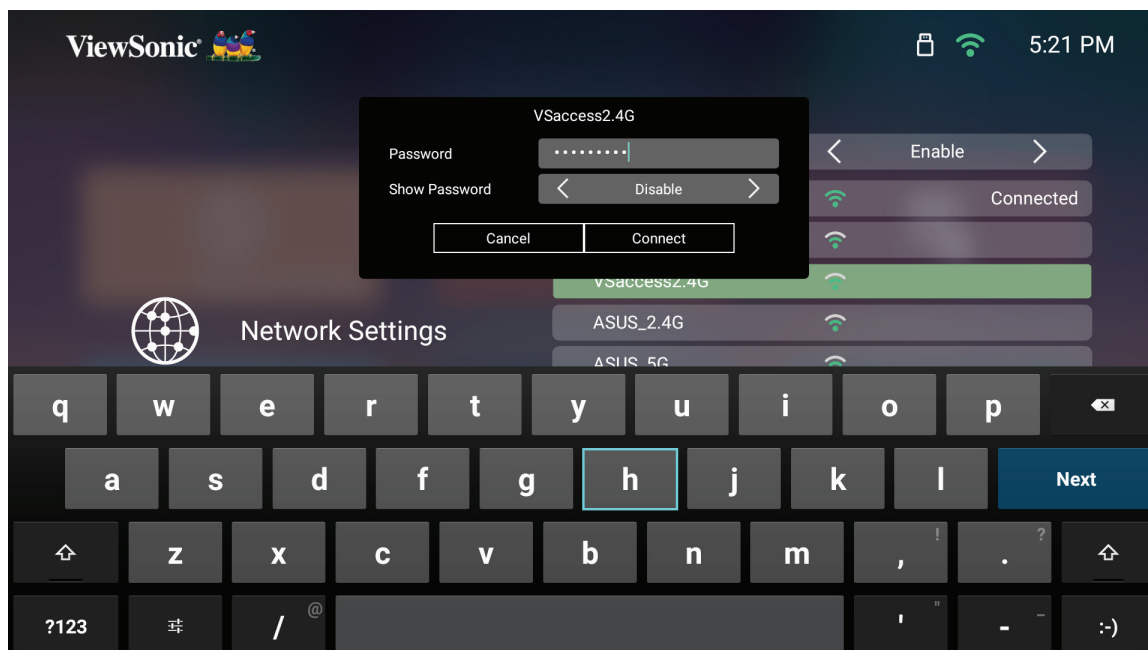 ViewSonic
5:21 PM
VSaccess2.4G
Password •••••••••
Enable
Show Password Disable
Connected
Cancel Connect
VSaccess2.4G
ASUS_2.4G
Network Settings
ASUS_5G
q w e r t y u i o p
a s d f g h j k l Next
z x c v b n m , ! . ?
?123 / @ ' " - _ :-)